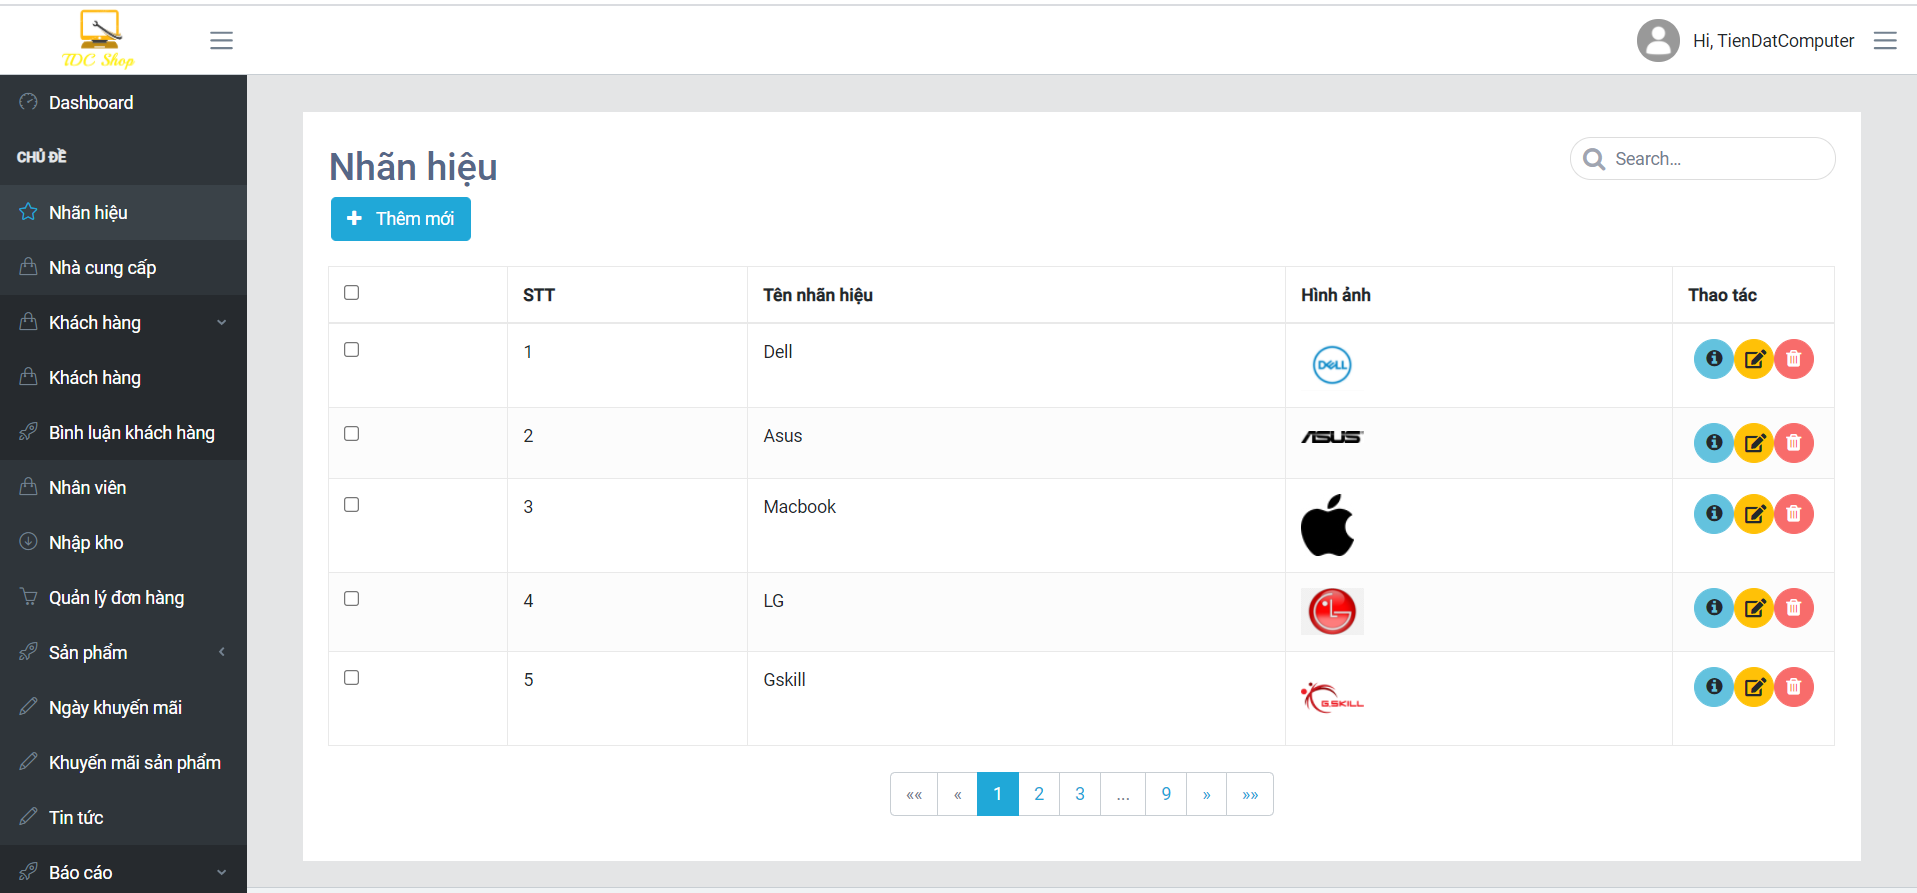 TDC Shop
Hi, TienDatComputer
Dashboard
CHỦ ĐỀ
Nhãn hiệu
Nhà cung cấp
Khách hàng
Khách hàng
Bình luận khách hàng
Nhân viên
Nhập kho
Quản lý đơn hàng
Sản phẩm
Ngày khuyến mãi
Khuyến mãi sản phẩm
Tin tức
Báo cáo
Nhãn hiệu
Search...
Thêm mới
STT Tên nhãn hiệu Hình ảnh Thao tác
1 Dell DELL
2 Asus ASUS
3 Macbook
4 LG LG
5 Gskill G.SKILL
«« « 1 2 3 ... 9 » »»